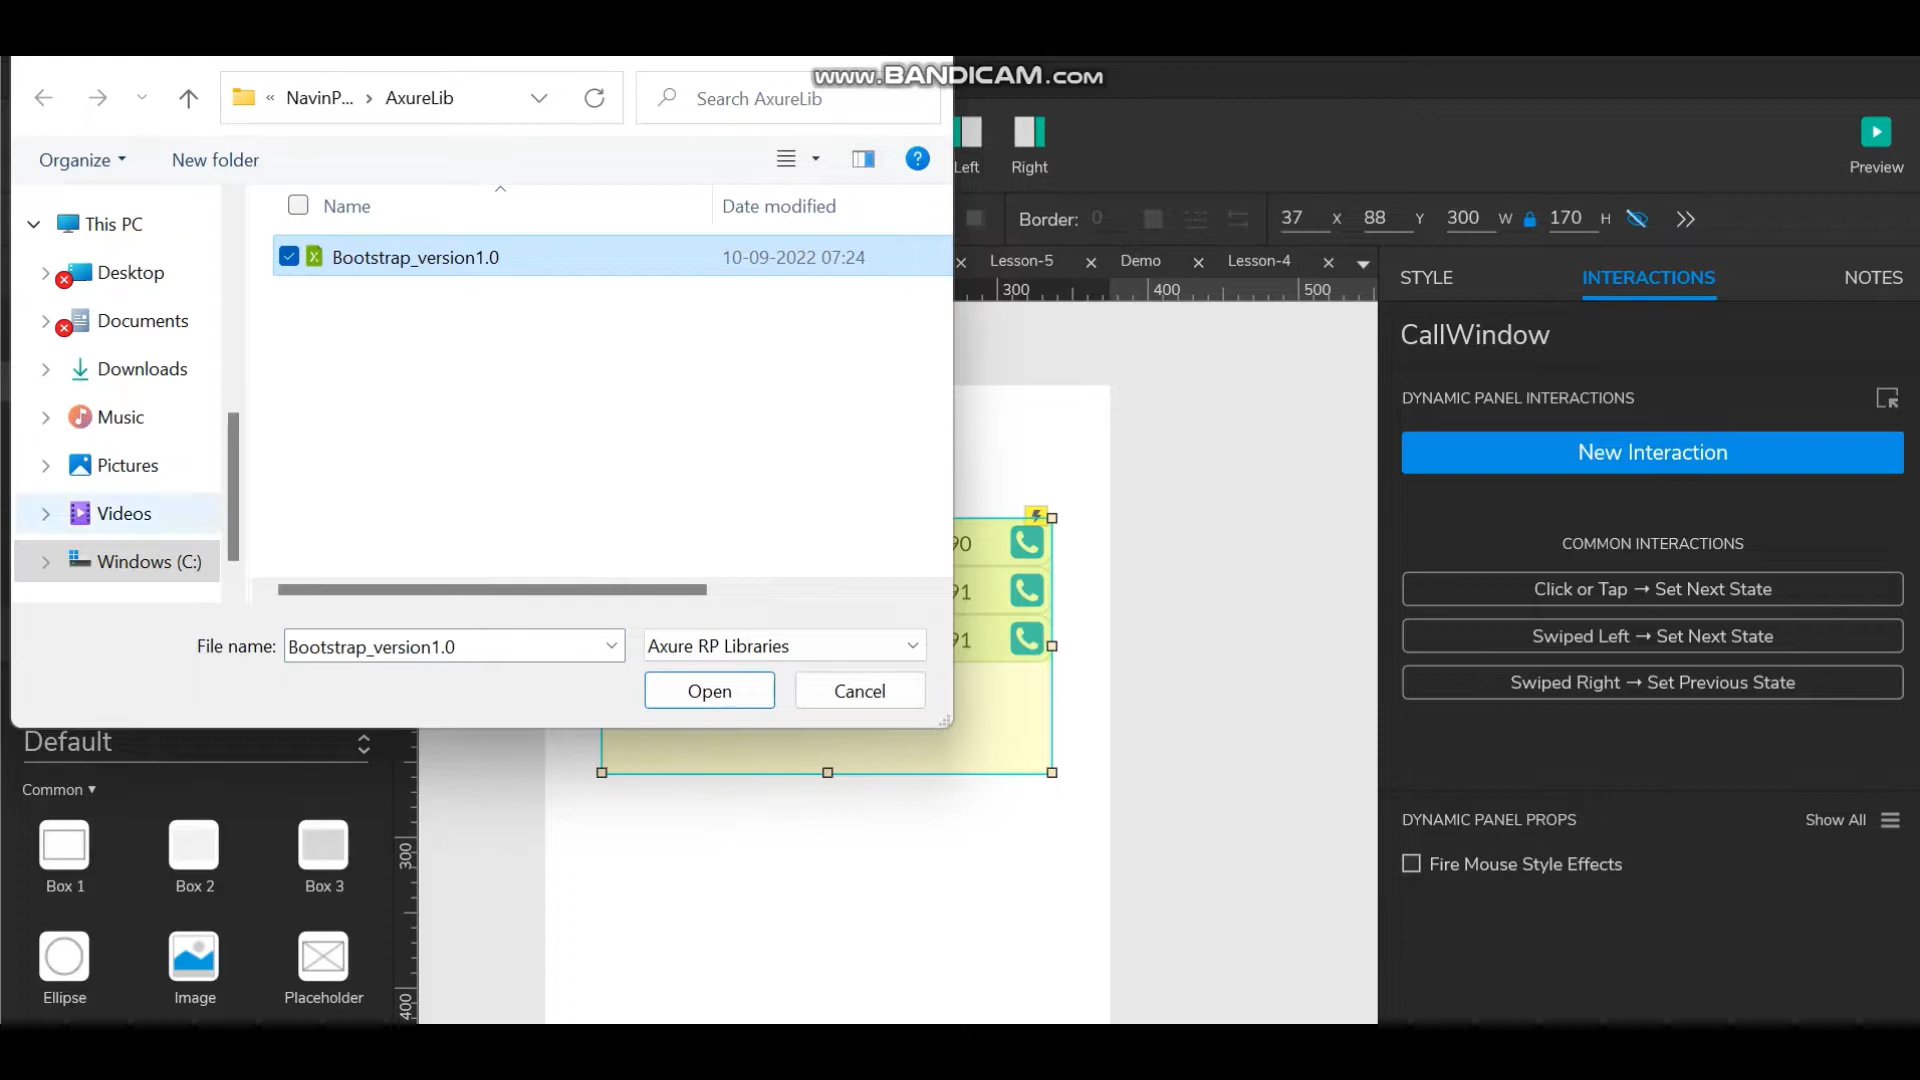 www.BANDICAM.com
« NavinP... › AxureLib
Search AxureLib
Organize
New folder
?
Name
Date modified
Bootstrap_version1.0
10-09-2022 07:24
This PC
Desktop
Documents
Downloads
Music
Pictures
Videos
Windows (C:)
File name:
Bootstrap_version1.0
Axure RP Libraries
Open
Cancel
Left
Right
Preview
Border:
0
37 X
88 Y
300 W
170 H
Lesson-5
Demo
Lesson-4
300
400
500
90
91
91
300
400
STYLE
INTERACTIONS
NOTES
CallWindow
DYNAMIC PANEL INTERACTIONS
New Interaction
COMMON INTERACTIONS
Click or Tap → Set Next State
Swiped Left → Set Next State
Swiped Right → Set Previous State
DYNAMIC PANEL PROPS
Show All
Fire Mouse Style Effects
Default
Common ▾
Box 1
Box 2
Box 3
Ellipse
Image
Placeholder